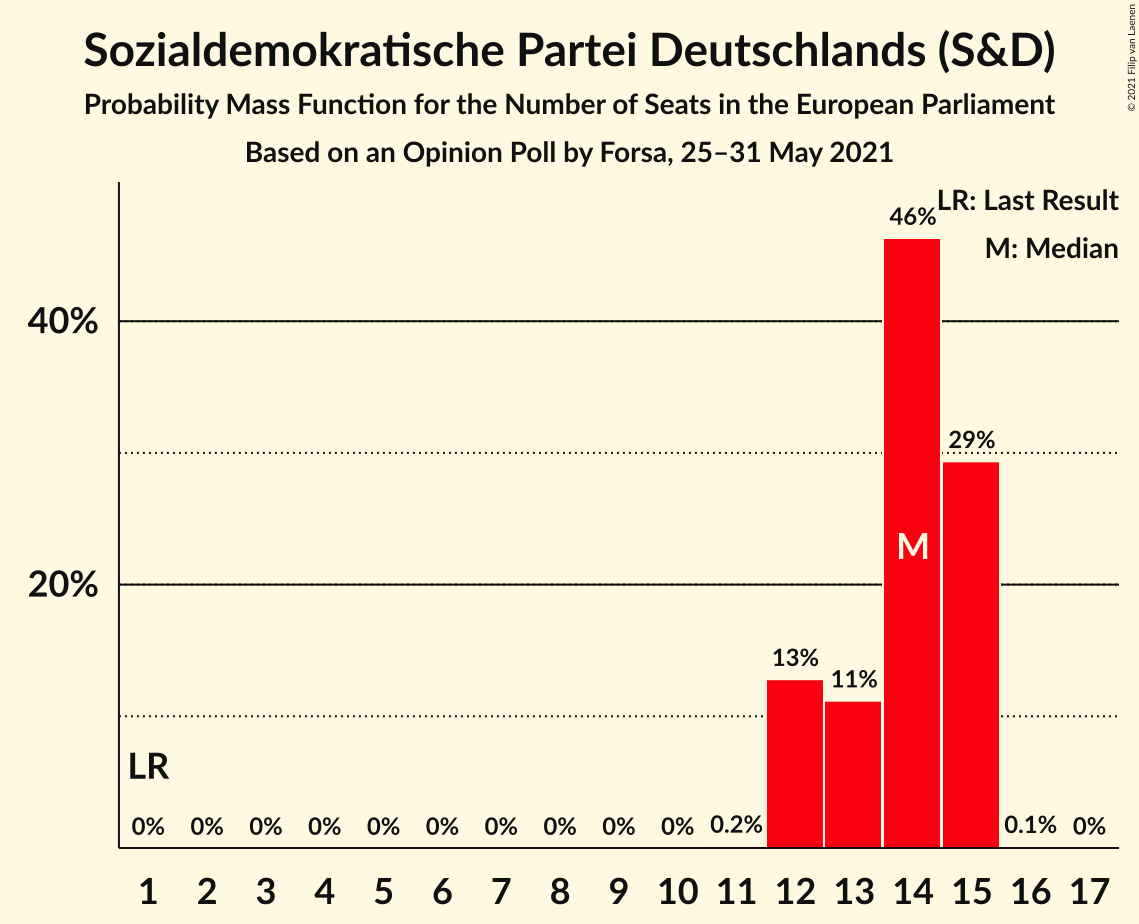 Sozialdemokratische Partei Deutschlands (S&D)
Probability Mass Function for the Number of Seats in the European Parliament
Based on an Opinion Poll by Forsa, 25–31 May 2021
© 2021 Filip van Laenen
LR: Last Result
M: Median
46%
40%
29%
M
20%
13%
11%
LR
0% 0% 0% 0% 0% 0% 0% 0% 0% 0% 0.2% 0.1% 0%
1 2 3 4 5 6 7 8 9 10 11 12 13 14 15 16 17